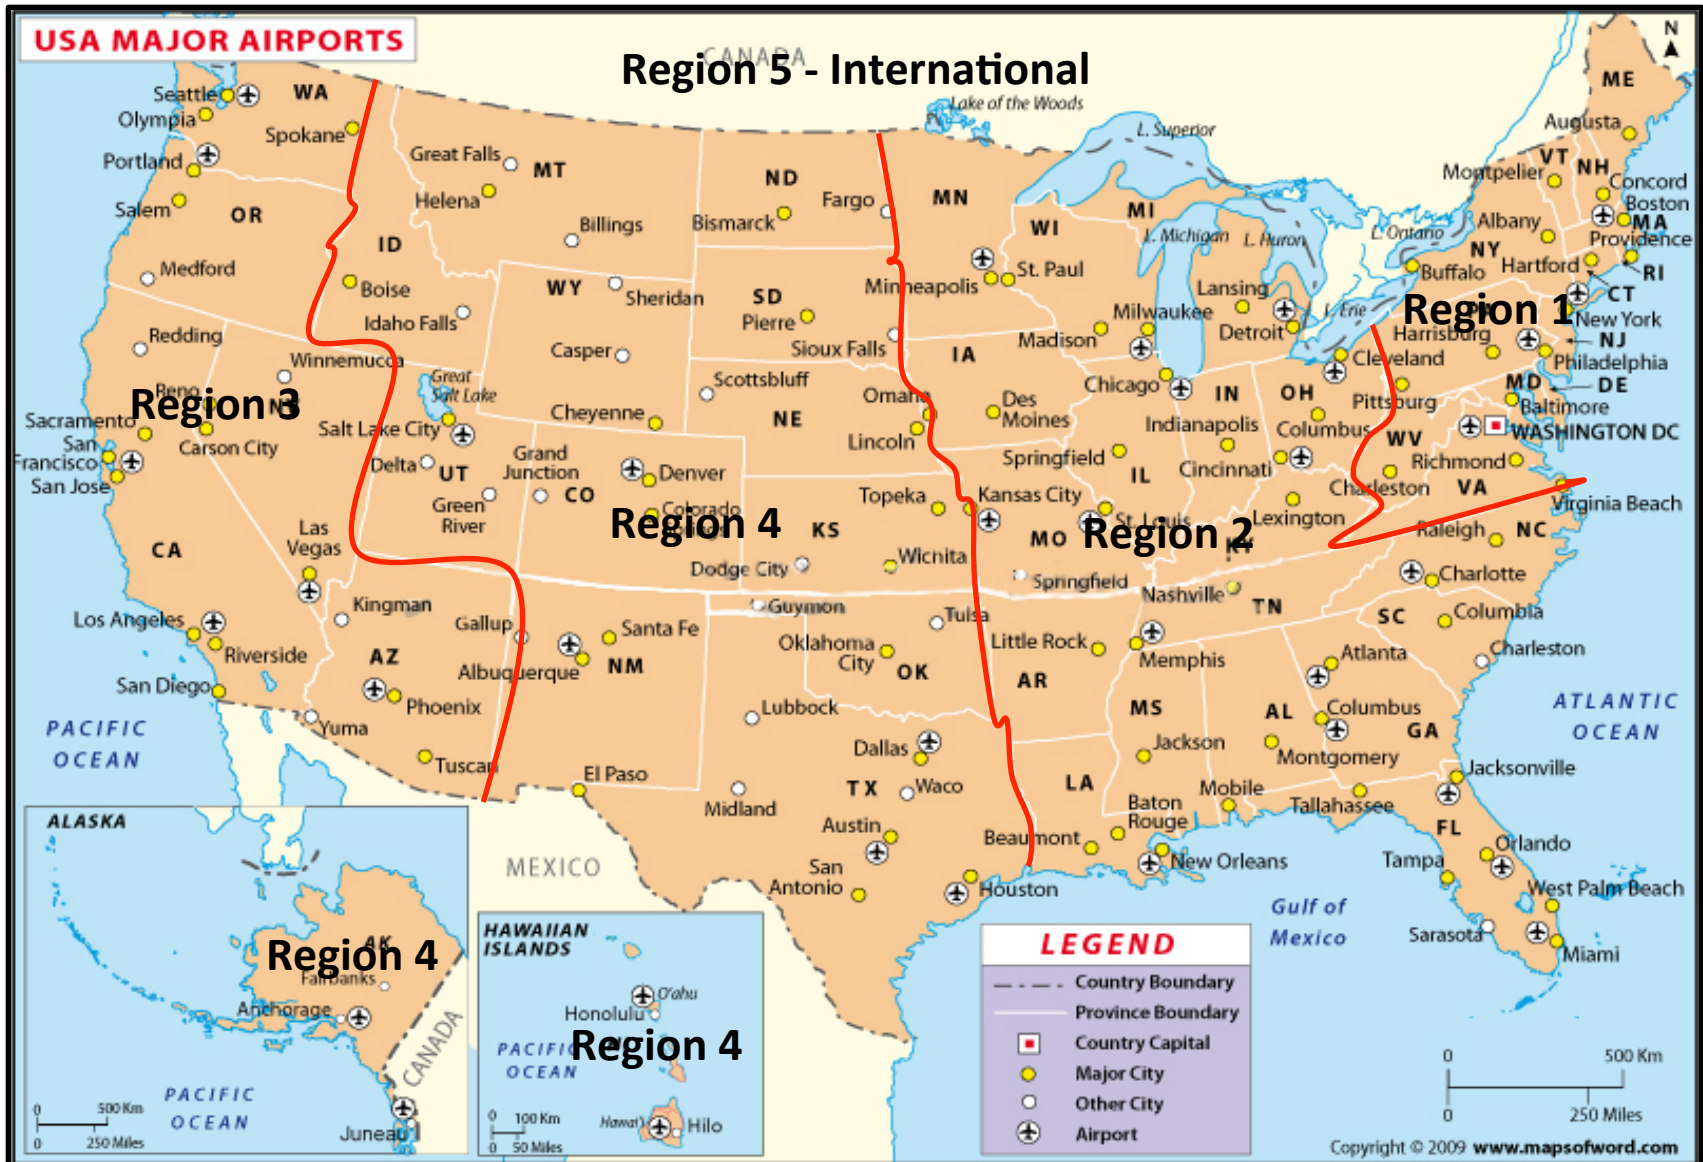 USA MAJOR AIRPORTS
CANADA
Region 5 - International
N
Lake of the Woods
L. Superior
L. Michigan
L. Huron
L. Ontario
L. Erie
Seattle
WA
Olympia
Spokane
Portland
Salem
OR
Medford
Great Falls
MT
Helena
Billings
ID
Boise
Idaho Falls
WY
Sheridan
Casper
Cheyenne
ND
Fargo
Bismarck
SD
Pierre
Sioux Falls
Scottsbluff
NE
Omaha
Lincoln
MN
Minneapolis
St. Paul
WI
MI
Milwaukee
Madison
Lansing
Detroit
IA
Des
Moines
Chicago
IN
Indianapolis
OH
Cleveland
Columbus
Cincinnati
Springfield
IL
ME
Augusta
VT
NH
Montpelier
Concord
Boston
MA
Albany
Providence
NY
Hartford
RI
Buffalo
CT
Region 1
New York
Harrisburg
NJ
Philadelphia
MD
DE
Pittsburg
Baltimore
WASHINGTON DC
WV
Richmond
Charleston
VA
Virginia Beach
Redding
Winnemucca
Reno
Region 3
Sacramento
San
Francisco
San Jose
Carson City
CA
Las
Vegas
Great
Salt Lake
Salt Lake City
Delta
UT
Green
River
Grand
Junction
CO
Denver
Colorado
Region 4
Topeka
KS
Dodge City
Wicnita
Kansas City
MO
St. Louis
Region 2
KY
Lexington
Springfield
Nashville
TN
Raleigh
NC
Charlotte
SC
Columbia
Charleston
Los Angeles
Riverside
San Diego
Kingman
AZ
Phoenix
Yuma
Tuscan
Gallup
Albuquerque
Santa Fe
NM
Guymon
Tulsa
Oklahoma
City
OK
Lubbock
Little Rock
AR
Memphis
MS
Jackson
AL
Montgomery
Atlanta
Columbus
GA
El Paso
Midland
Dallas
TX
Waco
Austin
San
Antonio
Houston
Beaumont
LA
Baton
Rouge
New Orleans
Mobile
Tallahassee
Jacksonville
FL
Orlando
Tampa
West Palm Beach
Sarasota
Miami
PACIFIC
OCEAN
ATLANTIC
OCEAN
Gulf of
Mexico
MEXICO
ALASKA
AK
Region 4
Fairbanks
Anchorage
CANADA
PACIFIC
OCEAN
Juneau
0 500 Km
0 250 Miles
HAWAIIAN
ISLANDS
O'ahu
Honolulu
Region 4
PACIFIC
OCEAN
Hawai'i
Hilo
0 100 Km
0 50 Miles
LEGEND
Country Boundary
Province Boundary
Country Capital
Major City
Other City
Airport
0 500 Km
0 250 Miles
Copyright © 2009 www.mapsofword.com